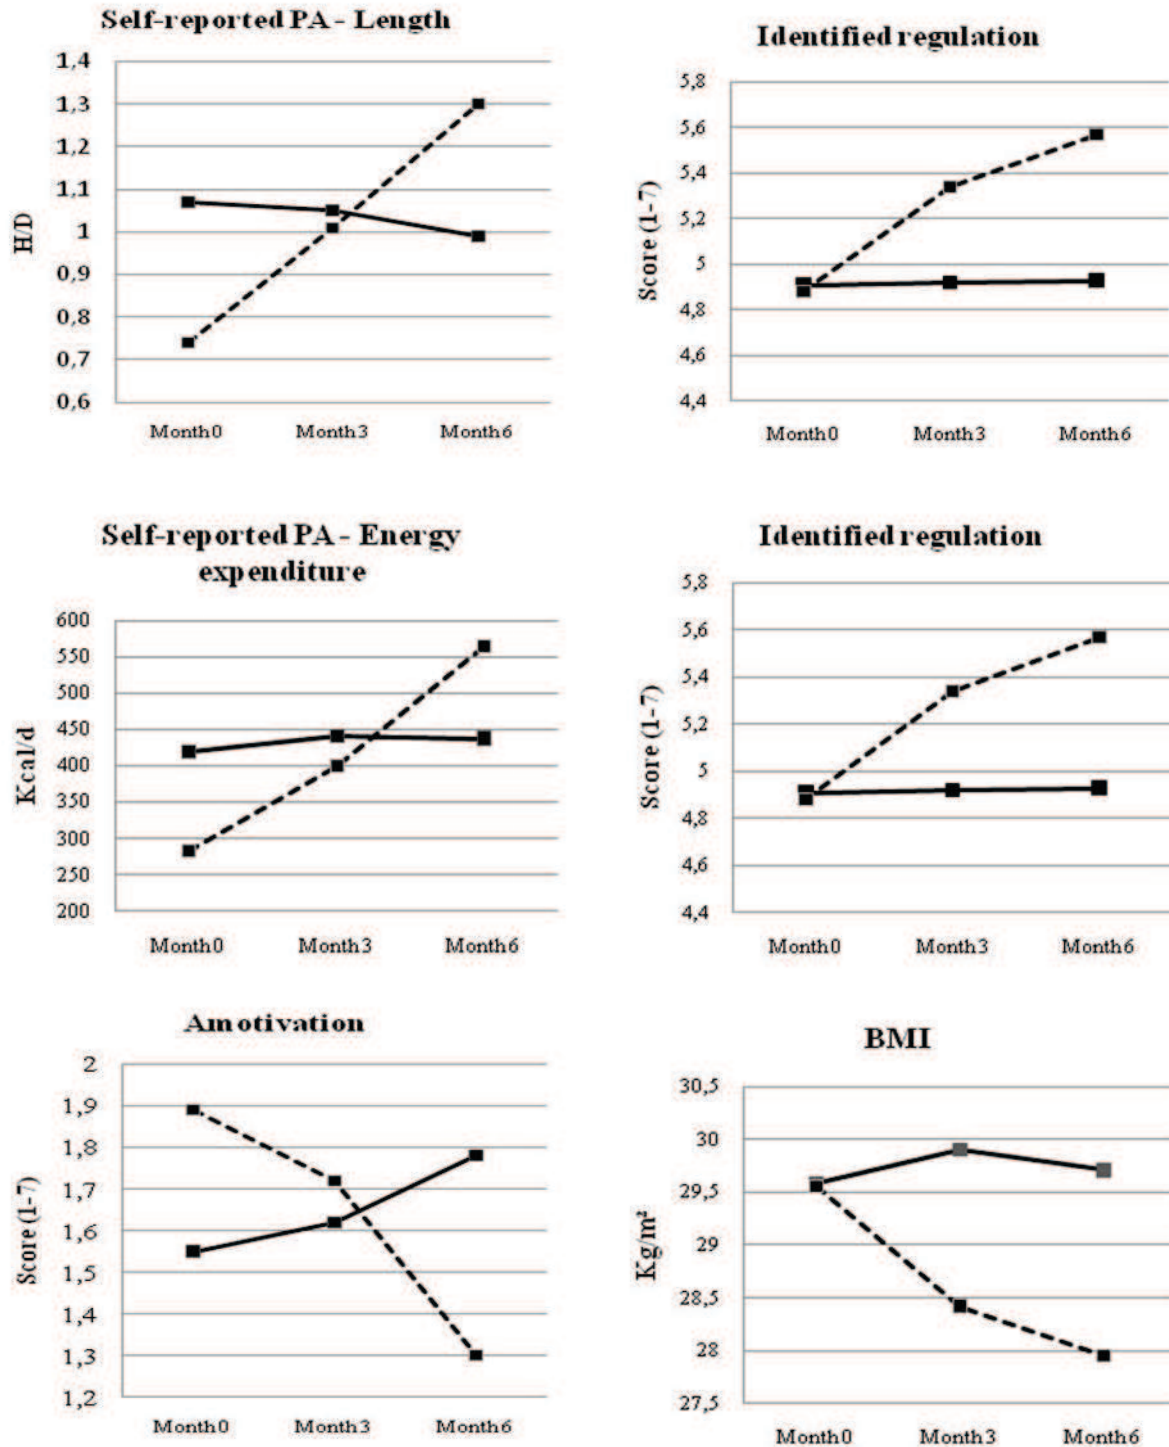 Self-reported PA - Length
H/D
1,4
1,3
1,2
1,1
1
0,9
0,8
0,7
0,6
Month0 Month3 Month6
Identified regulation
Score (1-7)
5,8
5,6
5,4
5,2
5
4,8
4,6
4,4
Month0 Month3 Month6
Self-reported PA - Energy
expenditure
Kcal/d
600
550
500
450
400
350
300
250
200
Month0 Month3 Month6
Identified regulation
Score (1-7)
5,8
5,6
5,4
5,2
5
4,8
4,6
4,4
Month0 Month3 Month6
Amotivation
Score (1-7)
2
1,9
1,8
1,7
1,6
1,5
1,4
1,3
1,2
Month0 Month3 Month6
BMI
Kg/m²
30,5
30
29,5
29
28,5
28
27,5
Month0 Month3 Month6